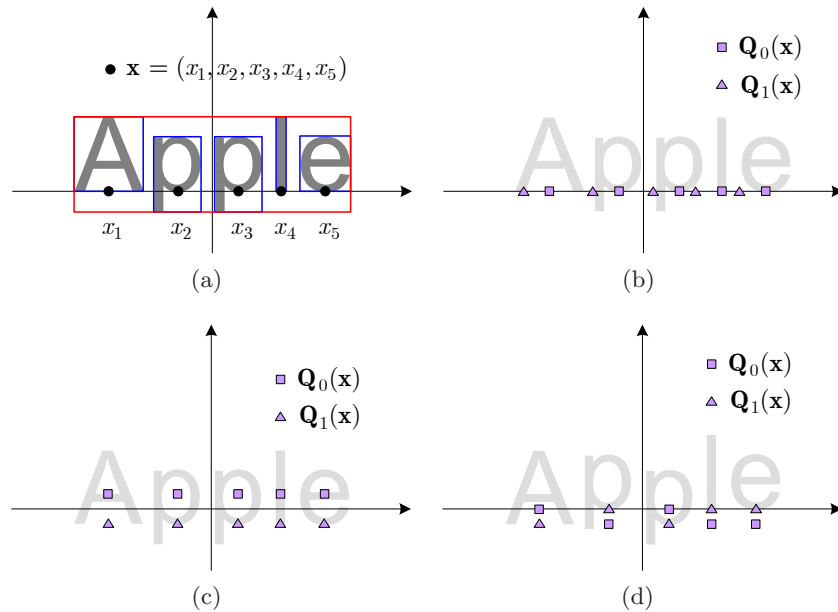 x = (x₁, x₂, x₃, x₄, x₅)
Apple
x₁ x₂ x₃ x₄ x₅
(a)
Q₀(x)
Q₁(x)
Apple
(b)
Q₀(x)
Q₁(x)
Apple
(c)
Q₀(x)
Q₁(x)
Apple
(d)